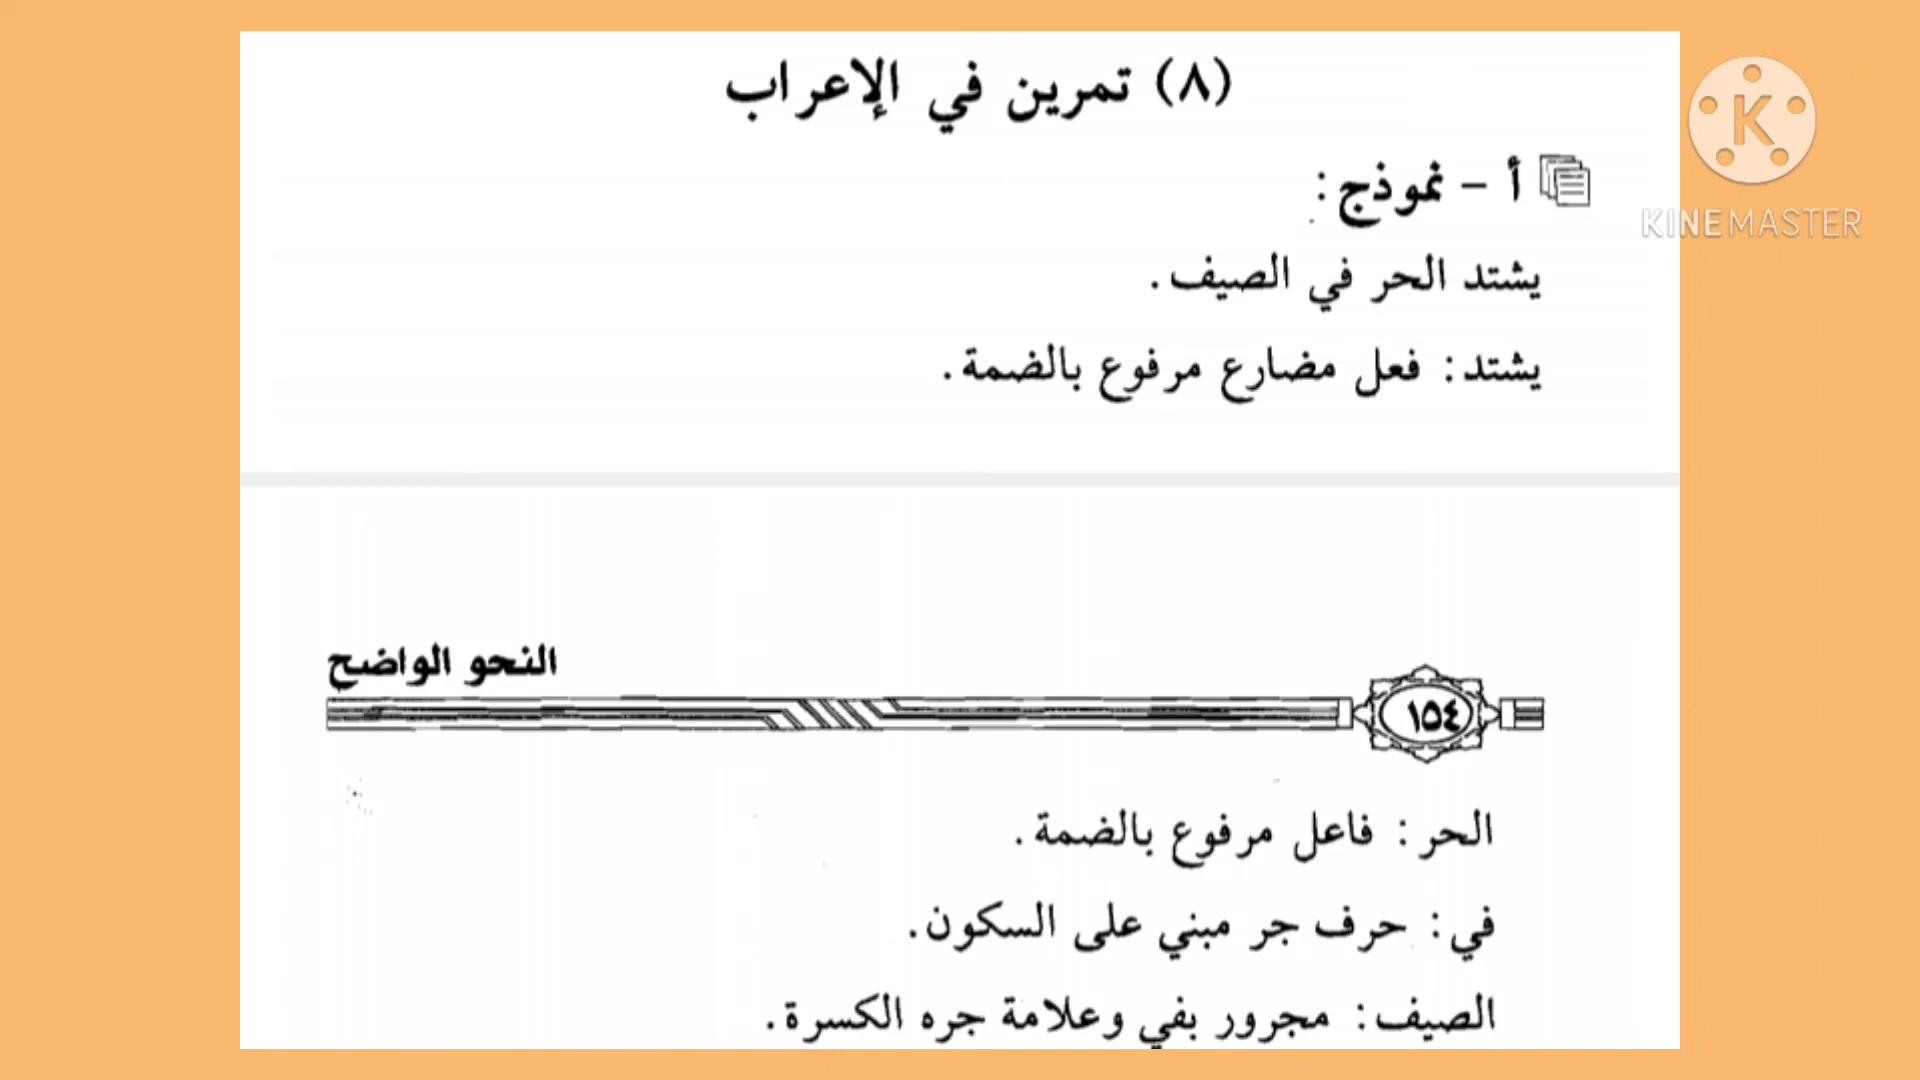 (٨) تمرين في الإعراب
أ - نموذج:
يشتد الحر في الصيف.
يشتد: فعل مضارع مرفوع بالضمة.
النحو الواضح
١٥٤
الحر: فاعل مرفوع بالضمة.
في: حرف جر مبني على السكون.
الصيف: مجرور بفي وعلامة جره الكسرة.
K
KINEMASTER